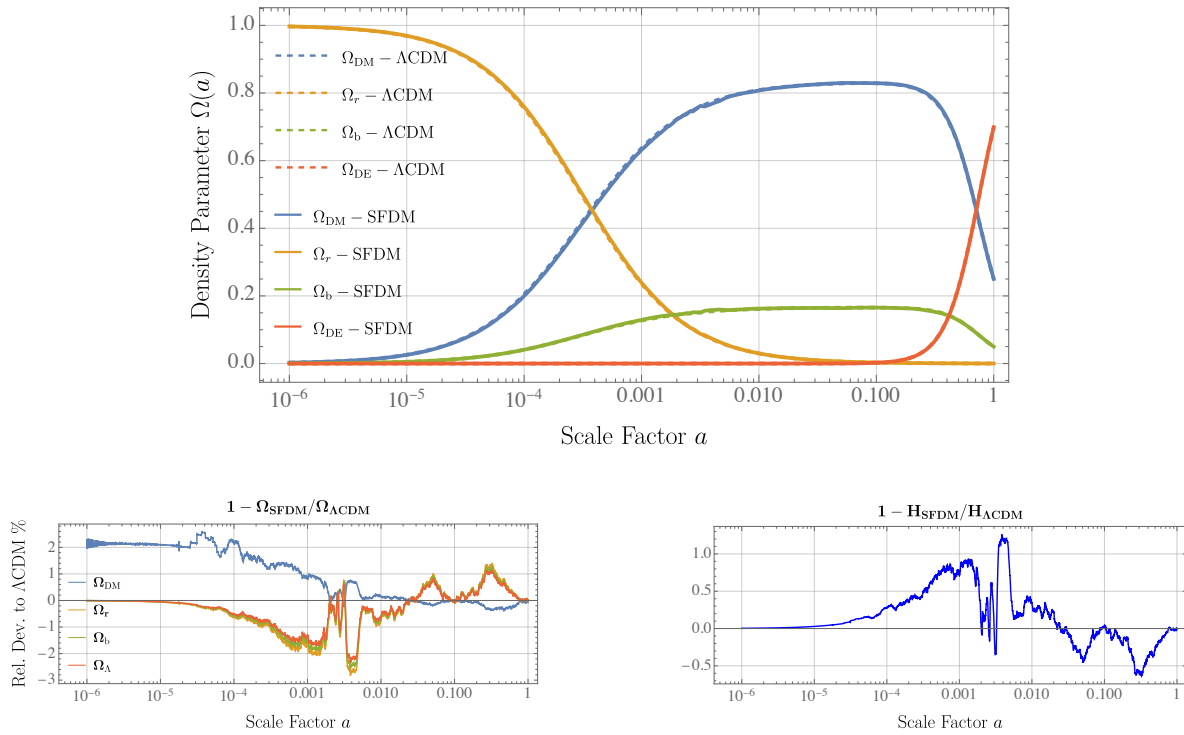 Density Parameter Ω(a)
1.0
0.8
0.6
0.4
0.2
0.0
Ω_DM − ΛCDM
Ω_r − ΛCDM
Ω_b − ΛCDM
Ω_DE − ΛCDM
Ω_DM − SFDM
Ω_r − SFDM
Ω_b − SFDM
Ω_DE − SFDM
10⁻⁶ 10⁻⁵ 10⁻⁴ 0.001 0.010 0.100 1
Scale Factor a
1 − Ω_SFDM/Ω_ΛCDM
Rel. Dev. to ΛCDM %
2
1
0
−1
−2
−3
Ω_DM
Ω_r
Ω_b
Ω_Λ
10⁻⁶ 10⁻⁵ 10⁻⁴ 0.001 0.010 0.100 1
Scale Factor a
1 − H_SFDM/H_ΛCDM
1.0
0.5
0.0
−0.5
10⁻⁶ 10⁻⁵ 10⁻⁴ 0.001 0.010 0.100 1
Scale Factor a